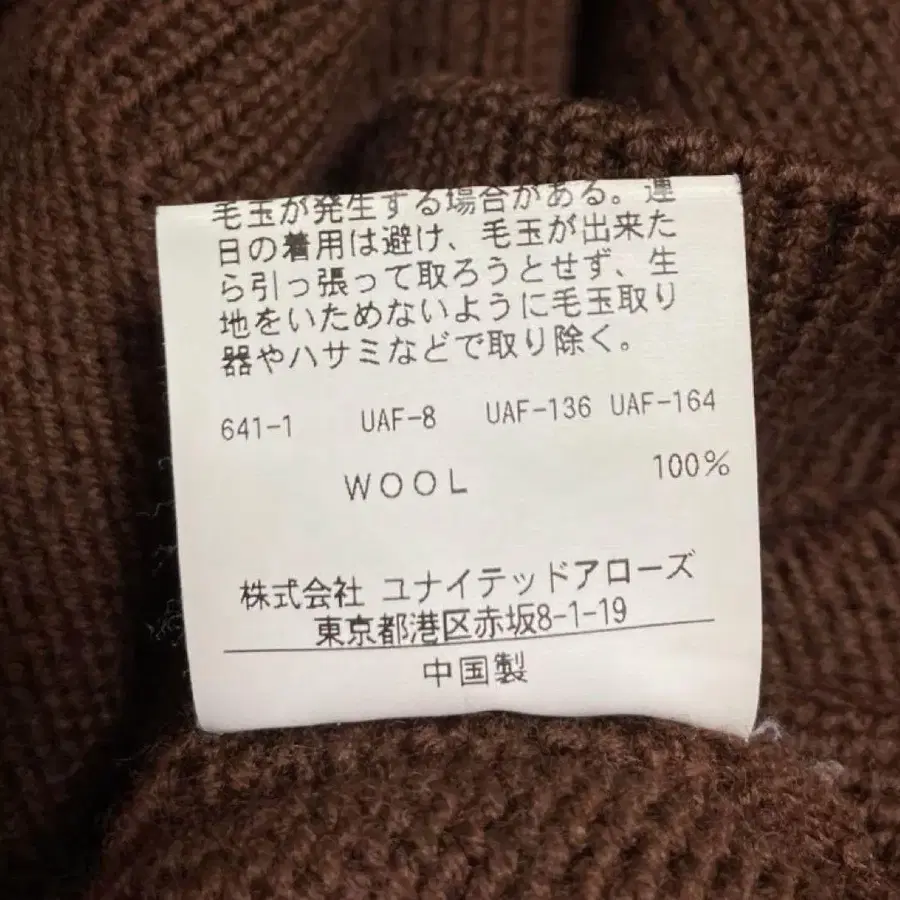 毛玉が発生する場合がある。連
日の着用は避け、毛玉が出来た
ら引っ張って取ろうとせず、生
地をいためないように毛玉取り
器やハサミなどで取り除く。
641-1 UAF-8 UAF-136 UAF-164
WOOL 100%
株式会社 ユナイテッドアローズ
東京都港区赤坂8-1-19
中国製